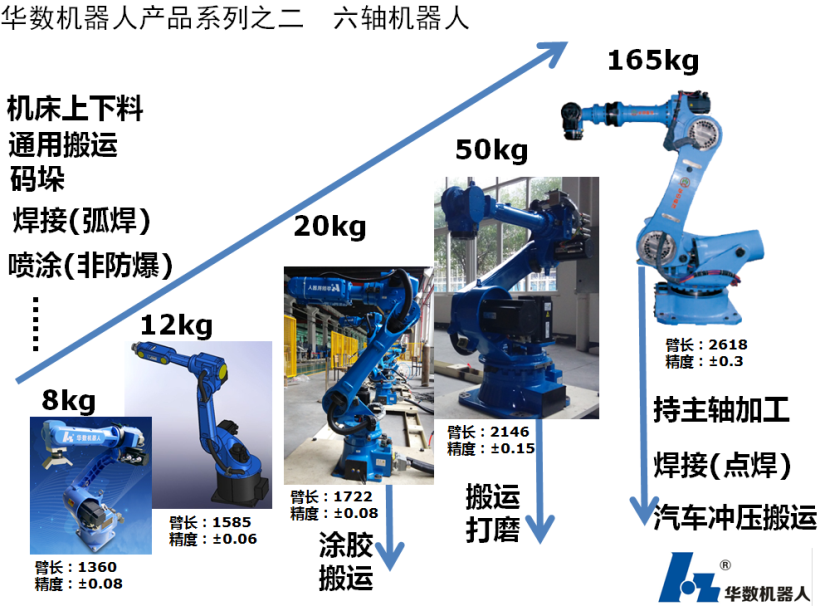 华数机器人产品系列之二 六轴机器人
165kg
机床上下料
通用搬运
码垛
焊接(弧焊)
喷涂(非防爆)
50kg
20kg
12kg
8kg
华数机器人
臂长：1360
精度：±0.08
臂长：1585
精度：±0.06
臂长：1722
精度：±0.08
涂胶
搬运
臂长：2146
精度：±0.15
搬运
打磨
臂长：2618
精度：±0.3
持主轴加工
焊接(点焊)
汽车冲压搬运
®
华数机器人